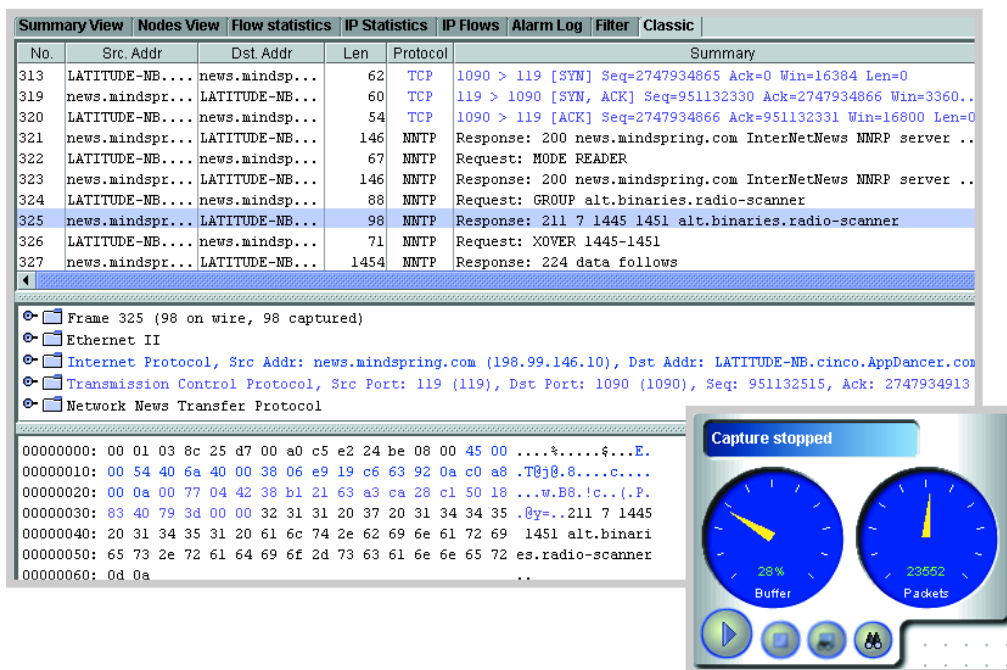 Summary View Nodes View Flow statistics IP Statistics IP Flows Alarm Log Filter Classic
No. Src. Addr Dst. Addr Len Protocol Summary
313 LATITUDE-NB.... news.mindsp... 62 TCP 1090 > 119 [SYN] Seq=2747934865 Ack=0 Win=16384 Len=0
319 news.mindspr... LATITUDE-NB... 60 TCP 119 > 1090 [SYN, ACK] Seq=951132330 Ack=2747934866 Win=3360..
320 LATITUDE-NB.... news.mindsp... 54 TCP 1090 > 119 [ACK] Seq=2747934866 Ack=951132331 Win=16800 Len=0
321 news.mindspr... LATITUDE-NB... 146 NNTP Response: 200 news.mindspring.com InterNetNews NNRP server ..
322 LATITUDE-NB.... news.mindsp... 67 NNTP Request: MODE READER
323 news.mindspr... LATITUDE-NB... 146 NNTP Response: 200 news.mindspring.com InterNetNews NNRP server ..
324 LATITUDE-NB.... news.mindsp... 88 NNTP Request: GROUP alt.binaries.radio-scanner
325 news.mindspr... LATITUDE-NB... 98 NNTP Response: 211 7 1445 1451 alt.binaries.radio-scanner
326 LATITUDE-NB.... news.mindsp... 71 NNTP Request: XOVER 1445-1451
327 news.mindspr... LATITUDE-NB... 1454 NNTP Response: 224 data follows
Frame 325 (98 on wire, 98 captured)
Ethernet II
Internet Protocol, Src Addr: news.mindspring.com (198.99.146.10), Dst Addr: LATITUDE-NB.cinco.AppDancer.com
Transmission Control Protocol, Src Port: 119 (119), Dst Port: 1090 (1090), Seq: 951132515, Ack: 2747934913
Network News Transfer Protocol
00000000: 00 01 03 8c 25 d7 00 a0 c5 e2 24 be 08 00 45 00 ....%.....$...E.
00000010: 00 54 40 6a 40 00 38 06 e9 19 c6 63 92 0a c0 a8 .T@j@.8....c....
00000020: 00 0a 00 77 04 42 38 b1 21 63 a3 ca 28 c1 50 18 ...w.B8.!c..(.P.
00000030: 83 40 79 3d 00 00 32 31 31 20 37 20 31 34 34 35 .@y=..211 7 1445
00000040: 20 31 34 35 31 20 61 6c 74 2e 62 69 6e 61 72 69 1451 alt.binari
00000050: 65 73 2e 72 61 64 69 6f 2d 73 63 61 6e 6e 65 72 es.radio-scanner
00000060: 0d 0a ..
Capture stopped
28% 23552
Buffer Packets